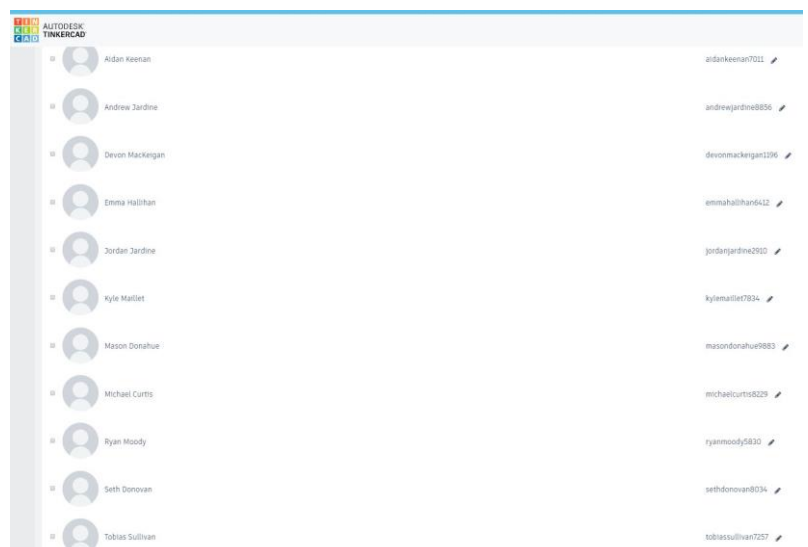 TIN
KER
CAD
AUTODESK
TINKERCAD
Aidan Keenan aidankeenan7011
Andrew Jardine andrewjardine8856
Devon MacKeigan devonmackeigan1196
Emma Hallihan emmahallihan6412
Jordan Jardine jordanjardine2910
Kyle Maillet kylemaillet7834
Mason Donahue masondonahue9883
Michael Curtis michaelcurtis8229
Ryan Moody ryanmoody5830
Seth Donovan sethdonovan8034
Tobias Sullivan tobiassullivan7257